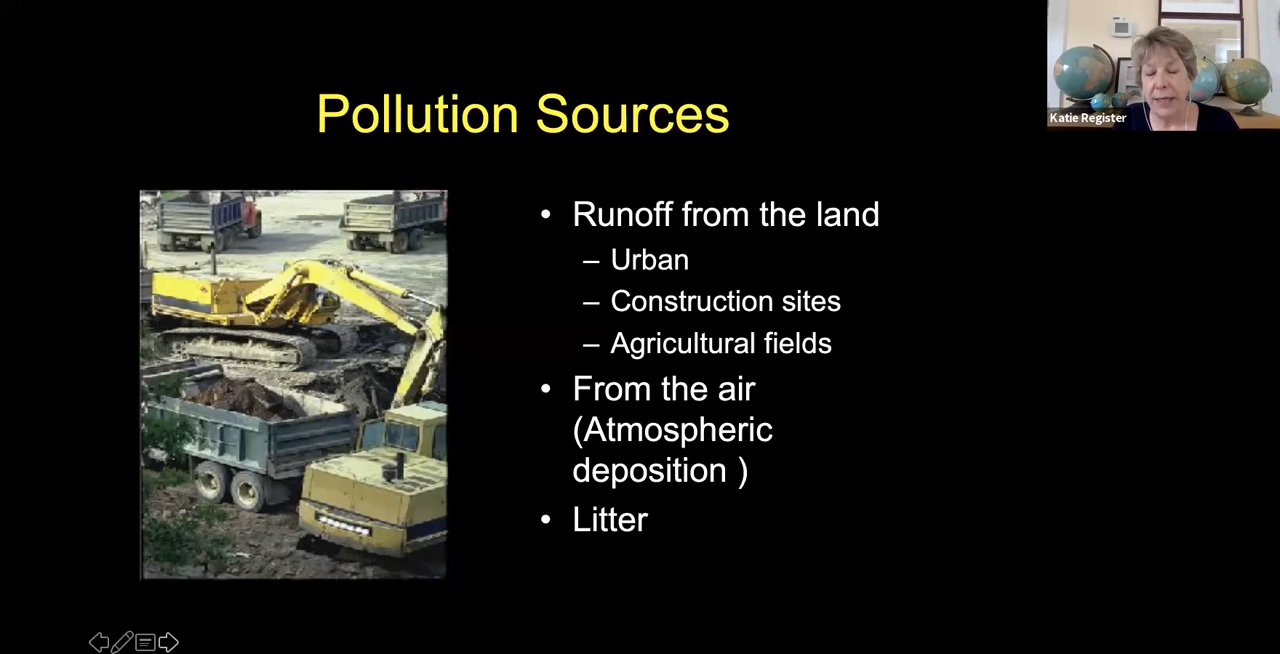 Pollution Sources
Katie Register
• Runoff from the land
– Urban
– Construction sites
– Agricultural fields
• From the air
(Atmospheric
deposition )
• Litter